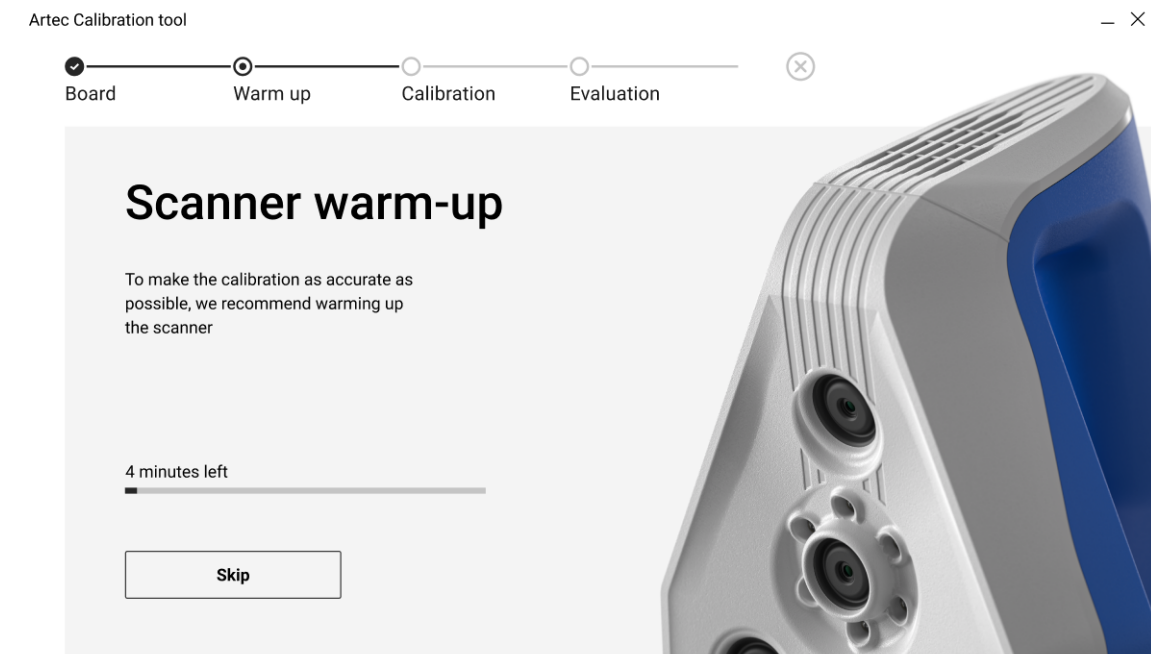 Artec Calibration tool
Board
Warm up
Calibration
Evaluation
Scanner warm-up
To make the calibration as accurate as
possible, we recommend warming up
the scanner
4 minutes left
Skip